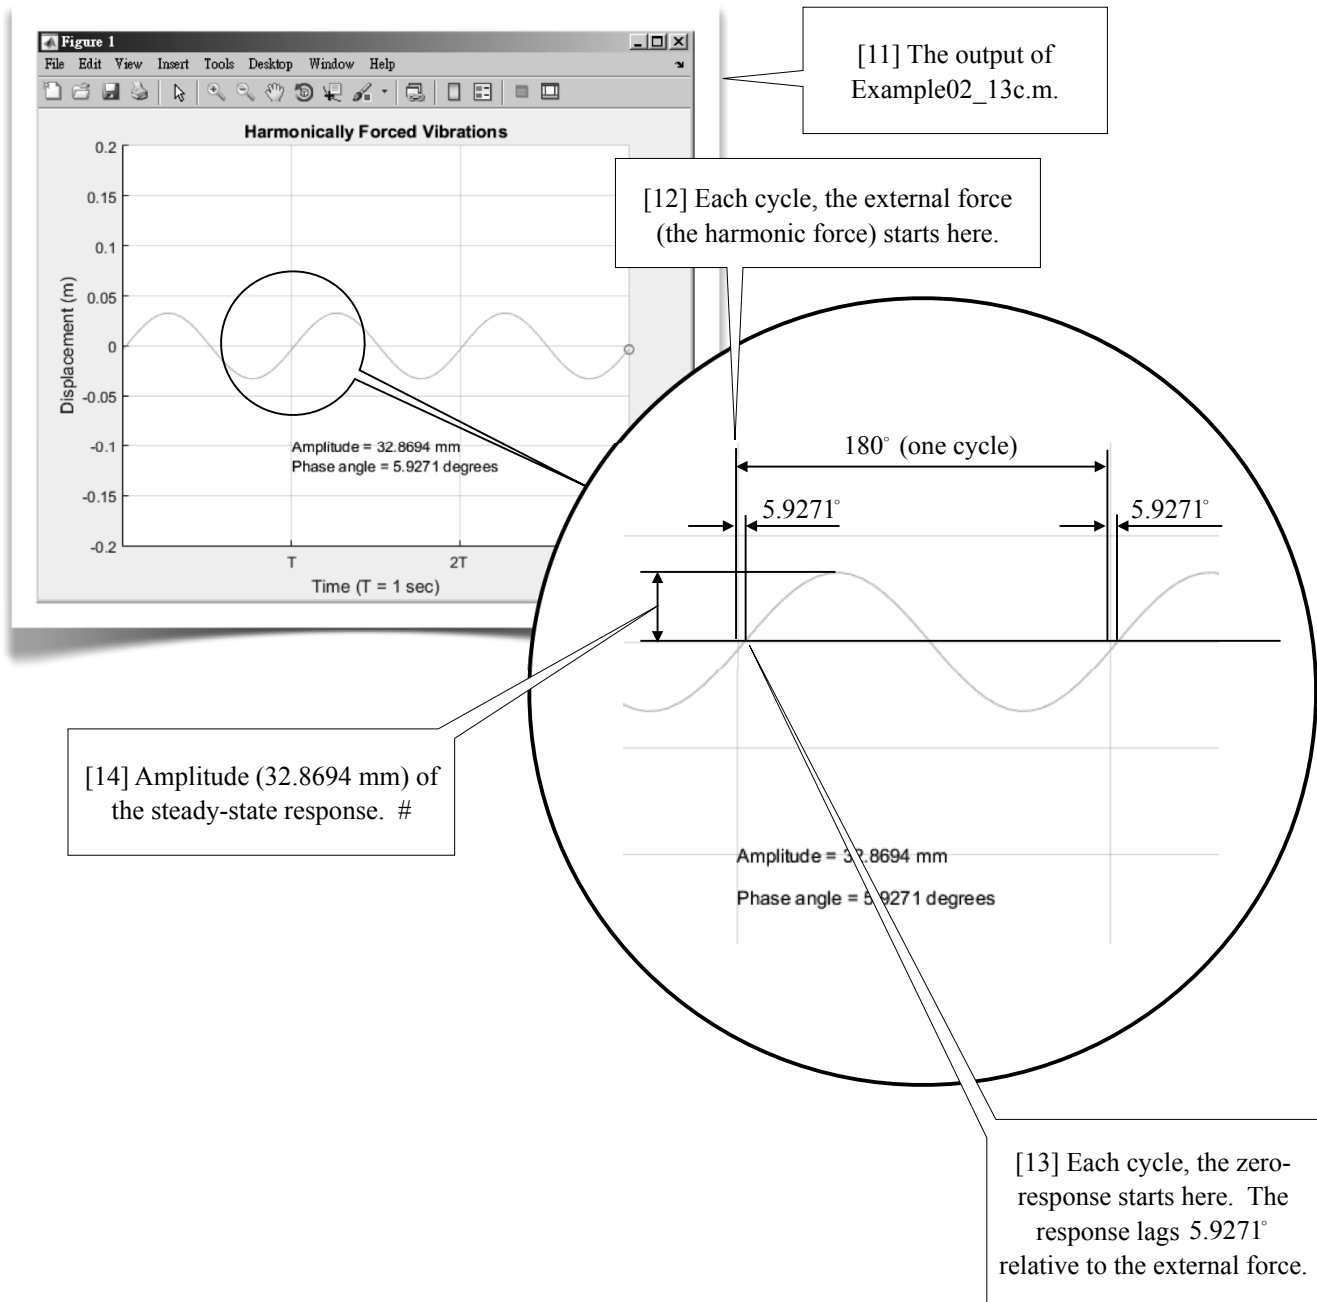 Figure 1
File Edit View Insert Tools Desktop Window Help
Harmonically Forced Vibrations
0.2
0.15
0.1
0.05
0
-0.05
-0.1
-0.15
-0.2
Displacement (m)
Amplitude = 32.8694 mm
Phase angle = 5.9271 degrees
T
2T
Time (T = 1 sec)
[11] The output of
Example02_13c.m.
[12] Each cycle, the external force
(the harmonic force) starts here.
180° (one cycle)
5.9271°
5.9271°
Amplitude = 32.8694 mm
Phase angle = 5.9271 degrees
[14] Amplitude (32.8694 mm) of
the steady-state response. #
[13] Each cycle, the zero-
response starts here. The
response lags 5.9271°
relative to the external force.